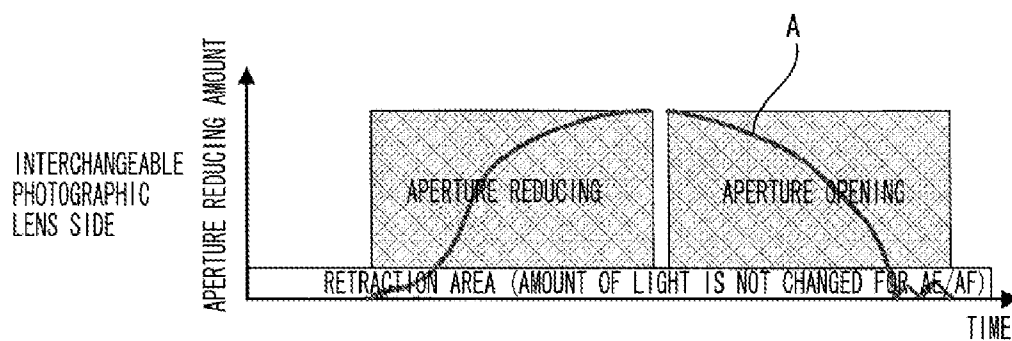 A
APERTURE REDUCING AMOUNT
INTERCHANGEABLE
PHOTOGRAPHIC
LENS SIDE
APERTURE REDUCING
APERTURE OPENING
RETRACTION AREA (AMOUNT OF LIGHT IS NOT CHANGED FOR AE/AF)
TIME